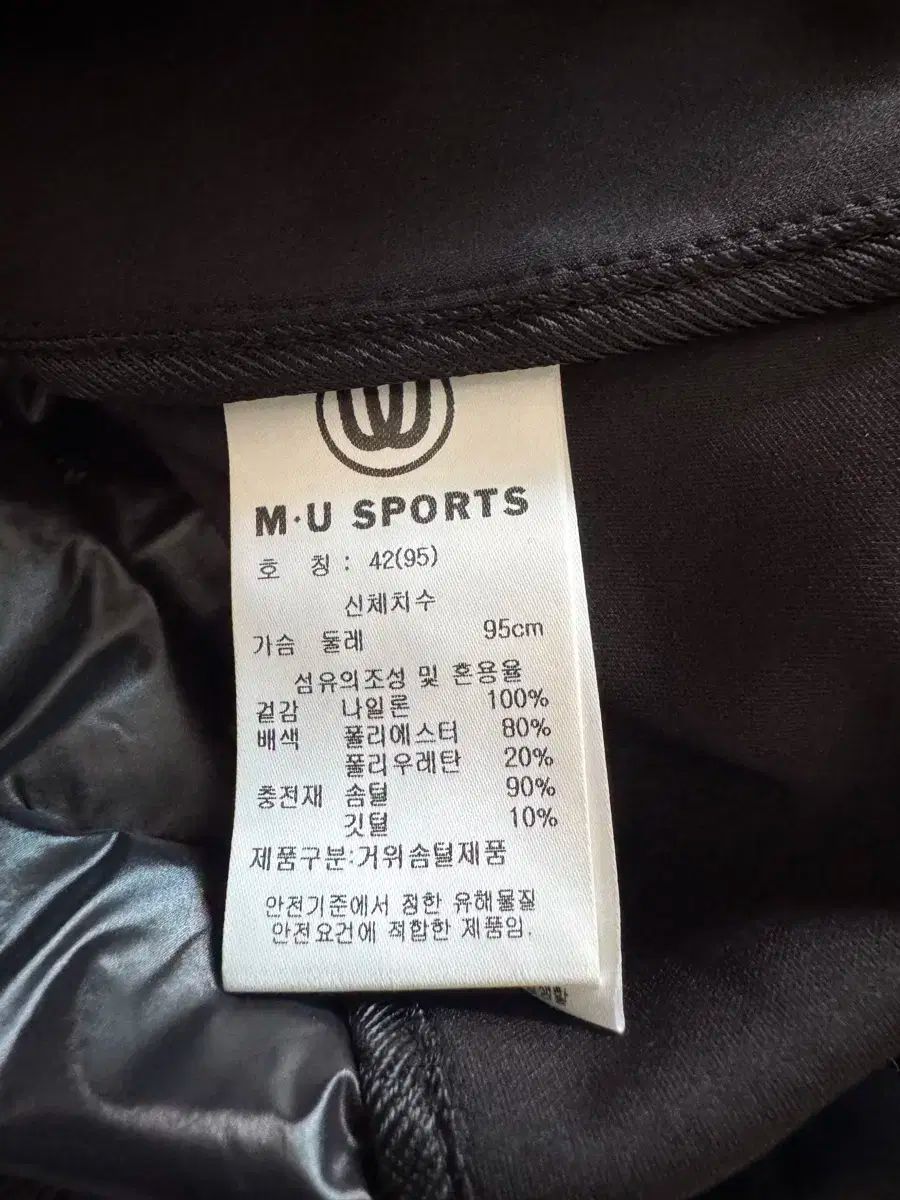 M·U SPORTS
호 칭 : 42(95)
신체치수
가슴 둘레 95cm
섬유의조성 및 혼용율
겉감 나일론 100%
배색 폴리에스터 80%
폴리우레탄 20%
충전재 솜털 90%
깃털 10%
제품구분:거위솜털제품
안전기준에서 정한 유해물질
안전요건에 적합한 제품임.